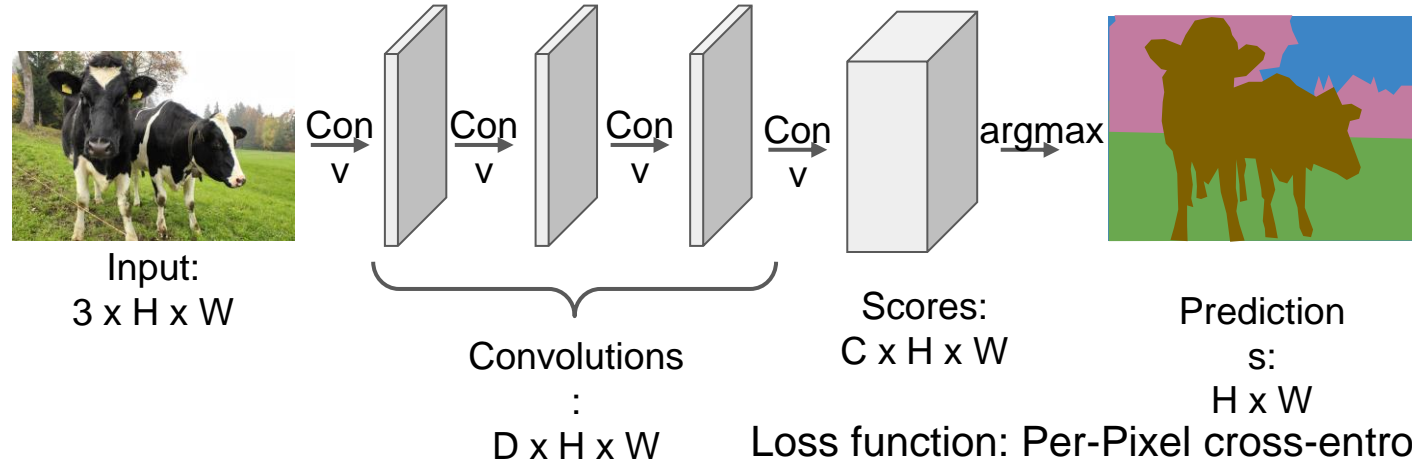 Con
v
Con
v
Con
v
Con
v
argmax
Input:
3 x H x W
Convolutions
:
D x H x W
Scores:
C x H x W
Prediction
s:
H x W
Loss function: Per-Pixel cross-entro